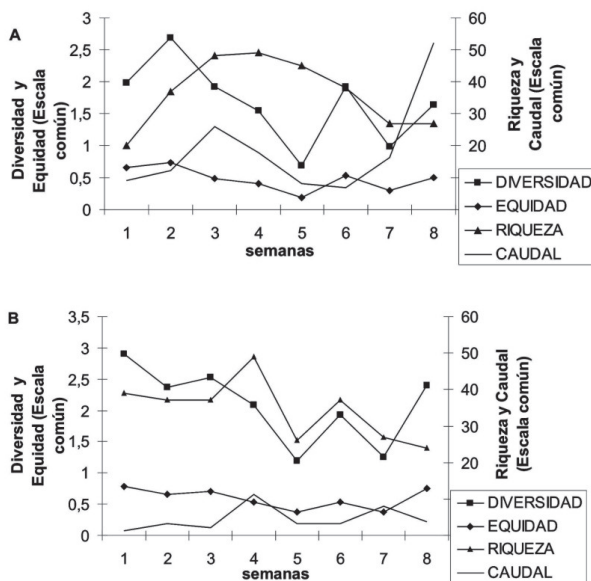 A
Diversidad y
Equidad (Escala
común)
3
2,5
2
1,5
1
0,5
0
60
50
40
30
20
Riqueza y
Caudal (Escala
común)
1 2 3 4 5 6 7 8
semanas
DIVERSIDAD
EQUIDAD
RIQUEZA
CAUDAL
B
Diversidad y
Equidad (Escala
común)
3,5
3
2,5
2
1,5
1
0,5
0
60
50
40
30
20
Riqueza y Caudal
(Escala común)
1 2 3 4 5 6 7 8
semanas
DIVERSIDAD
EQUIDAD
RIQUEZA
CAUDAL